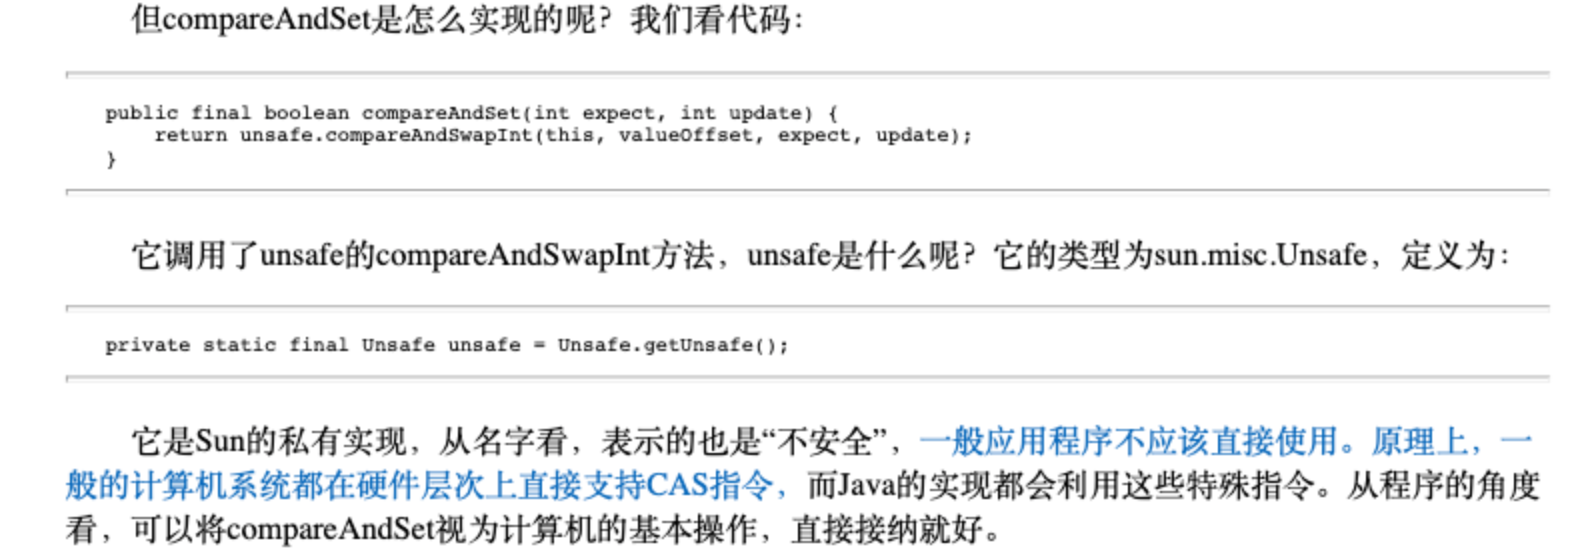 但compareAndSet是怎么实现的呢？我们看代码：
public final boolean compareAndSet(int expect, int update) {
    return unsafe.compareAndSwapInt(this, valueOffset, expect, update);
}
它调用了unsafe的compareAndSwapInt方法，unsafe是什么呢？它的类型为sun.misc.Unsafe，定义为：
private static final Unsafe unsafe = Unsafe.getUnsafe();
它是Sun的私有实现，从名字看，表示的也是“不安全”，一般应用程序不应该直接使用。原理上，一
般的计算机系统都在硬件层次上直接支持CAS指令，而Java的实现都会利用这些特殊指令。从程序的角度
看，可以将compareAndSet视为计算机的基本操作，直接接纳就好。